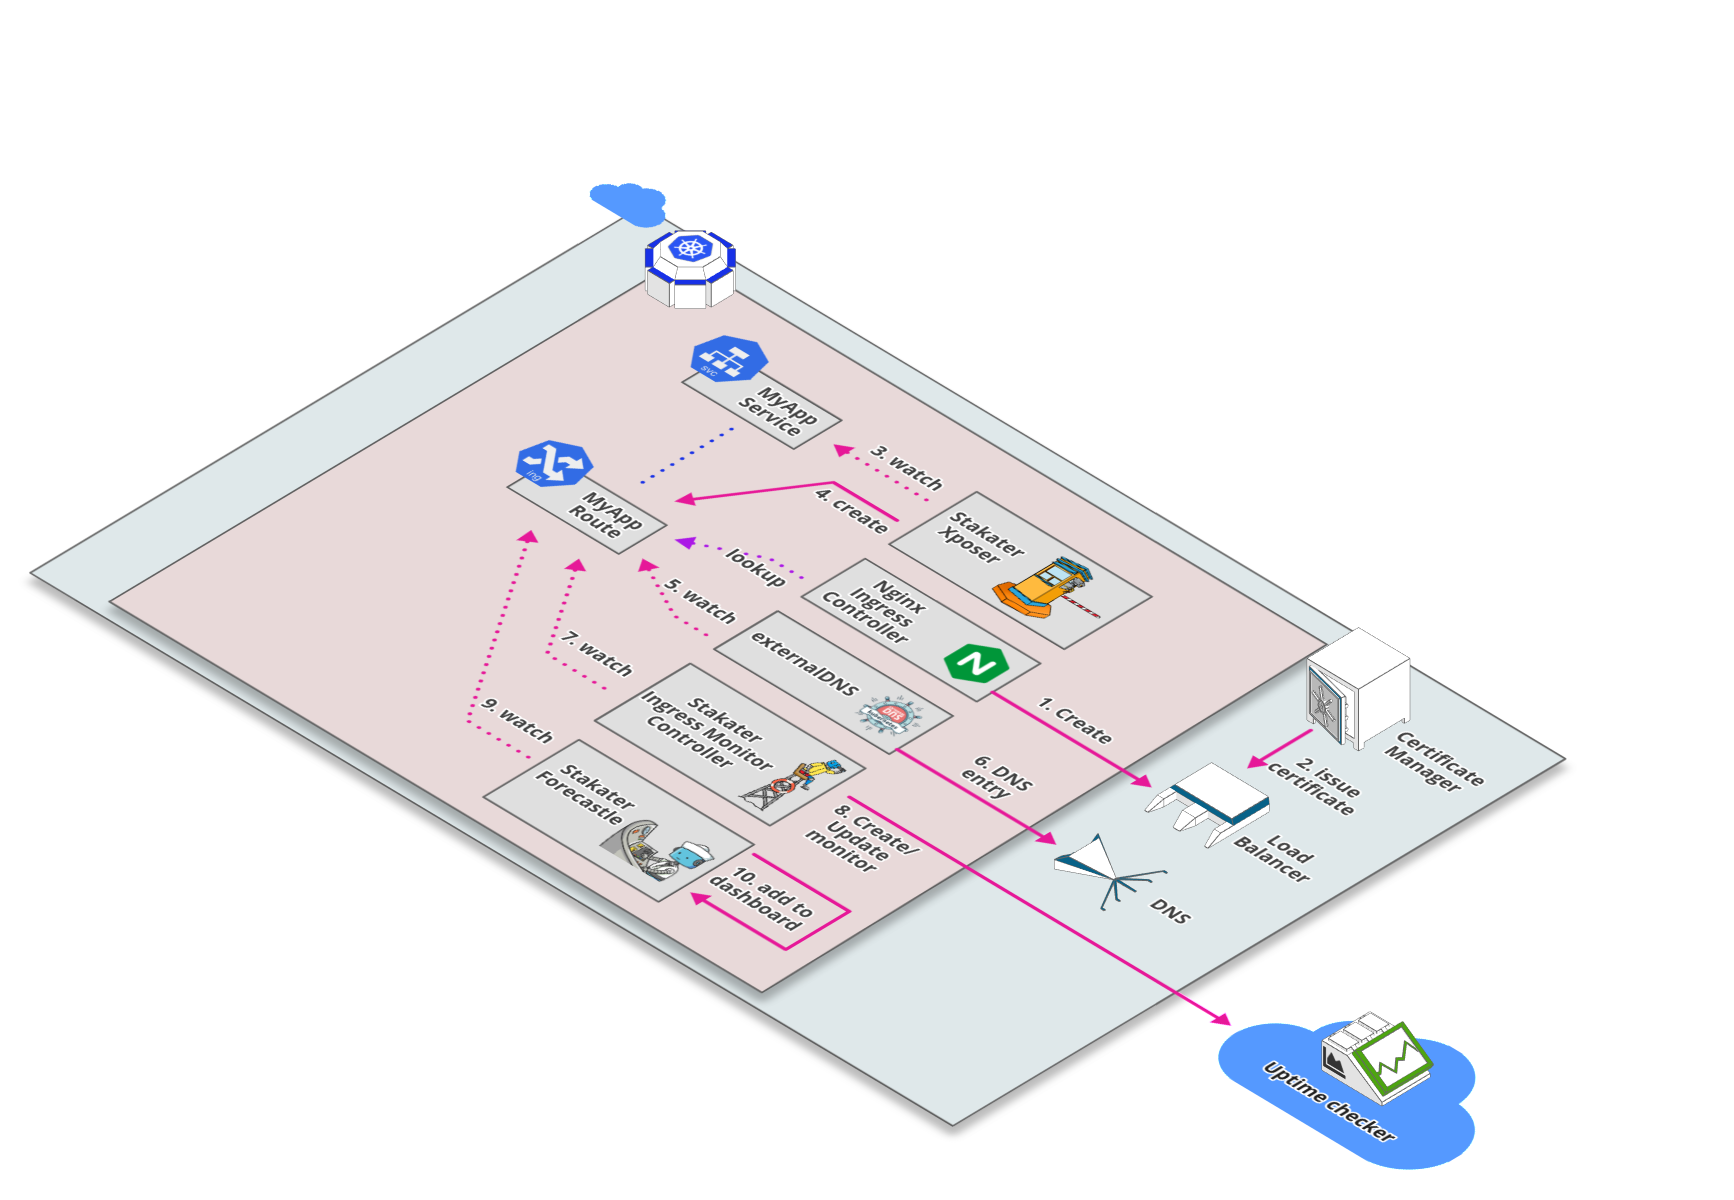 svc
MyApp
Service
ing
MyApp
Route
3. watch
4. create
Stakater
Xposer
lookup
Nginx
Ingress
Controller
N
5. watch
externalDNS
DNS
7. watch
Stakater
Ingress Monitor
Controller
9. watch
Stakater
Forecastle
1. Create
6. DNS
entry
8. Create/
Update
monitor
10. add to
dashboard
Certificate
Manager
2. issue
certificate
Load
Balancer
DNS
Uptime checker